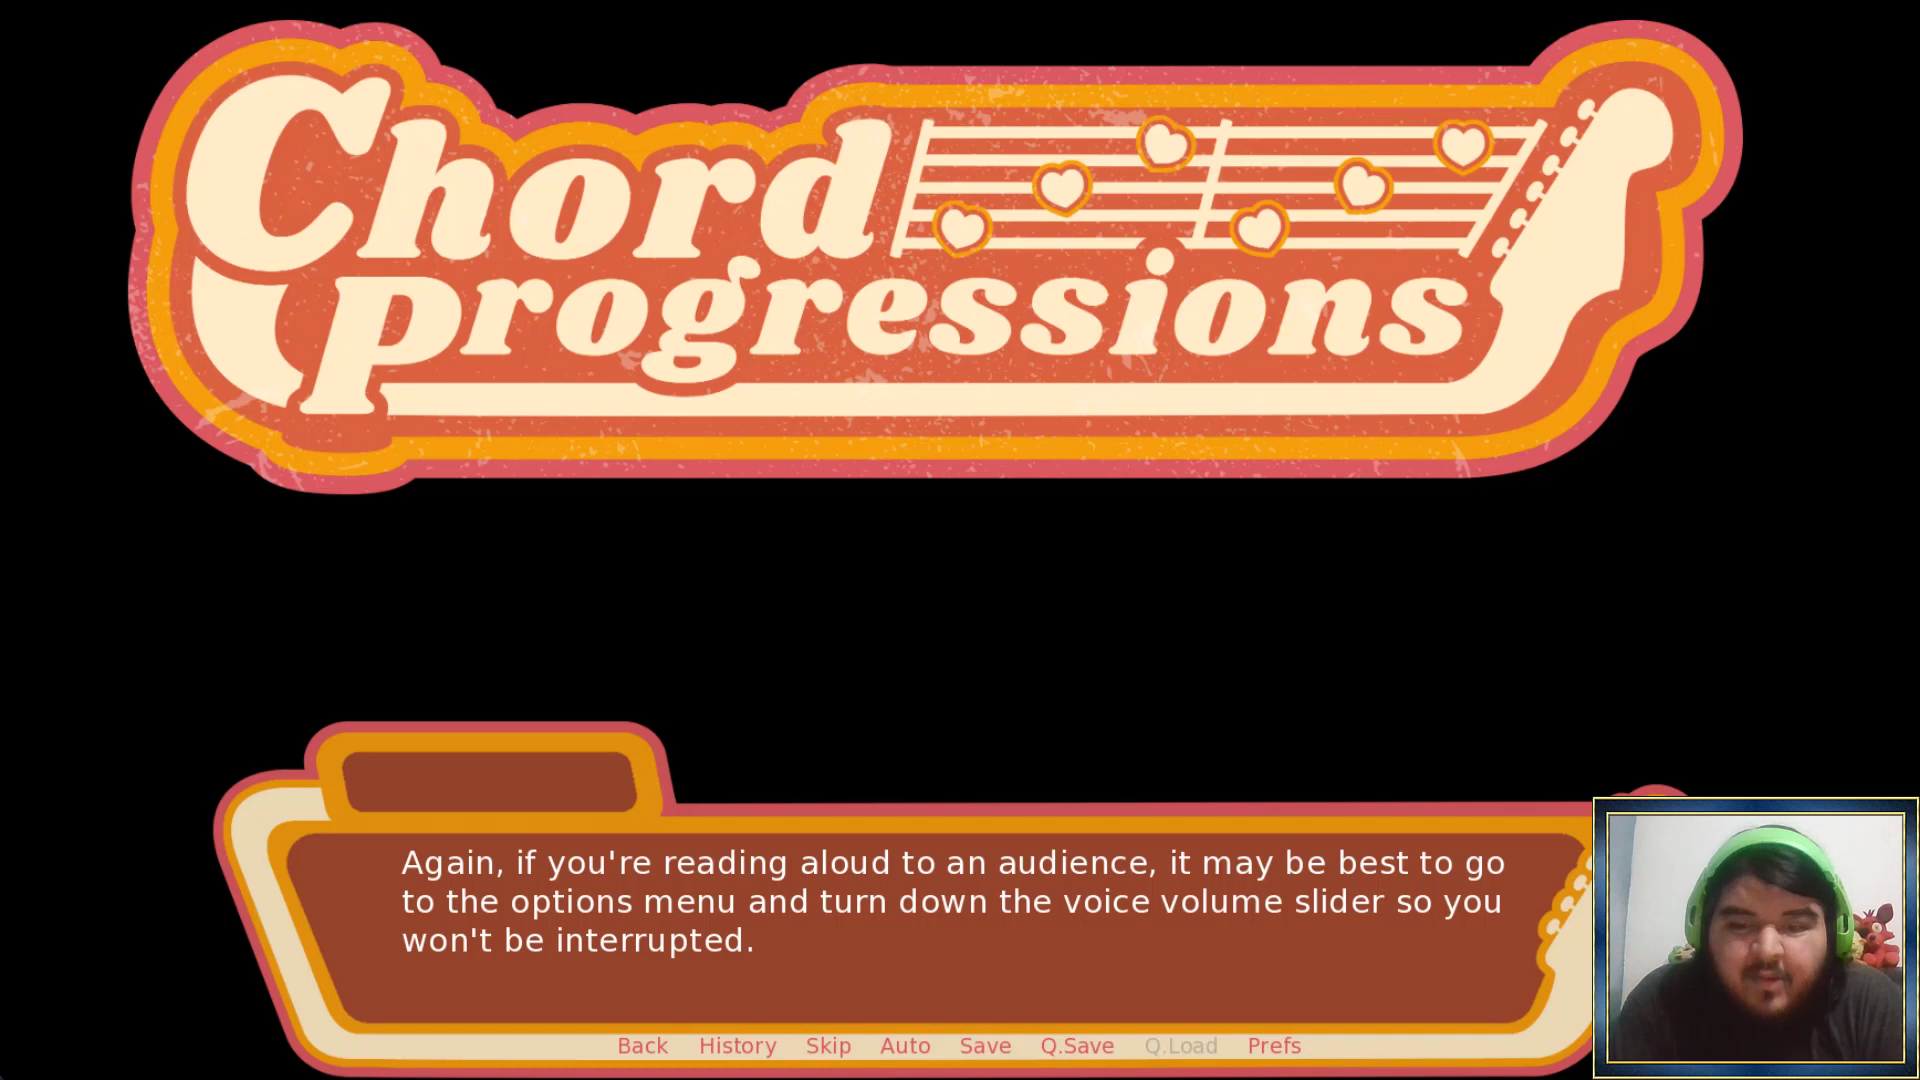 Chord
progressions
Again, if you're reading aloud to an audience, it may be best to go
to the options menu and turn down the voice volume slider so you
won't be interrupted.
Back History Skip Auto Save Q.Save Q.Load Prefs